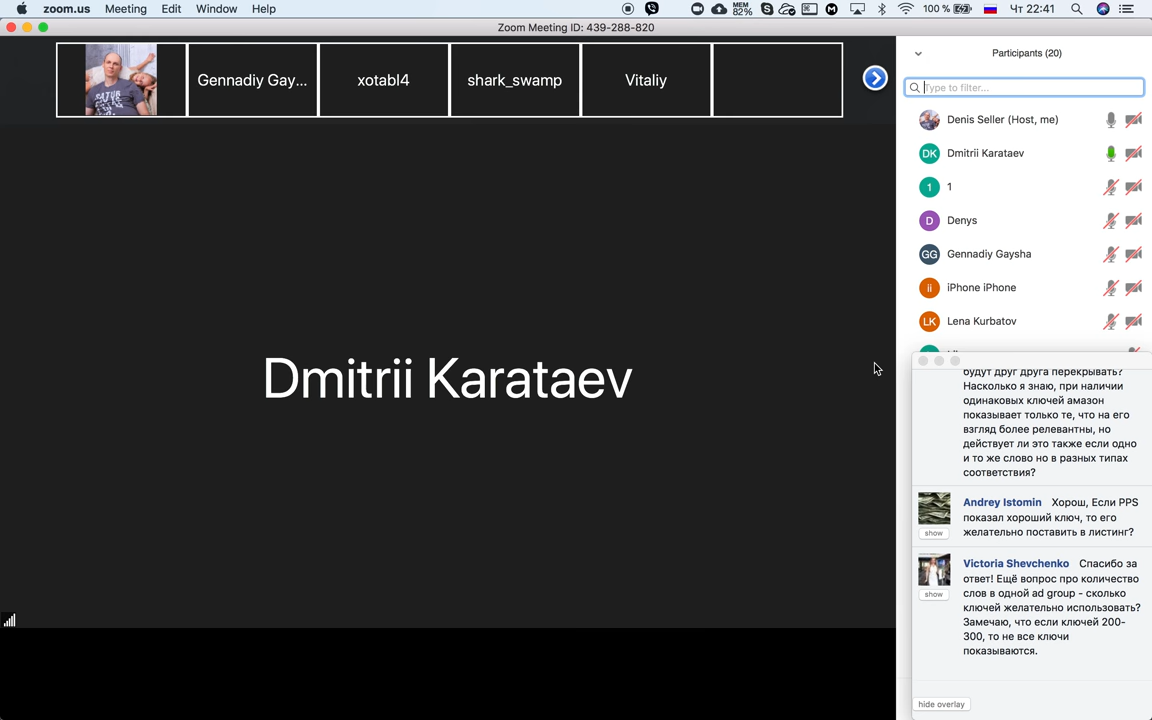 zoom.us Meeting Edit Window Help
MEM 82% 100 % Чт 22:41
Zoom Meeting ID: 439-288-820
Gennadiy Gay...
xotabl4
shark_swamp
Vitaliy
Dmitrii Karataev
Participants (20)
Type to filter...
Denis Seller (Host, me)
DK Dmitrii Karataev
1 1
D Denys
GG Gennadiy Gaysha
ii iPhone iPhone
LK Lena Kurbatov
будут друг друга перекрывать?
Насколько я знаю, при наличии
одинаковых ключей амазон
показывает только те, что на его
взгляд более релевантны, но
действует ли это также если одно
и то же слово но в разных типах
соответствия?
Andrey Istomin Хорош, Если PPS
показал хороший ключ, то его
желательно поставить в листинг?
show
Victoria Shevchenko Спасибо за
ответ! Ещё вопрос про количество
слов в одной ad group - сколько
ключей желательно использовать?
Замечаю, что если ключей 200-
300, то не все ключи
показываются.
show
hide overlay